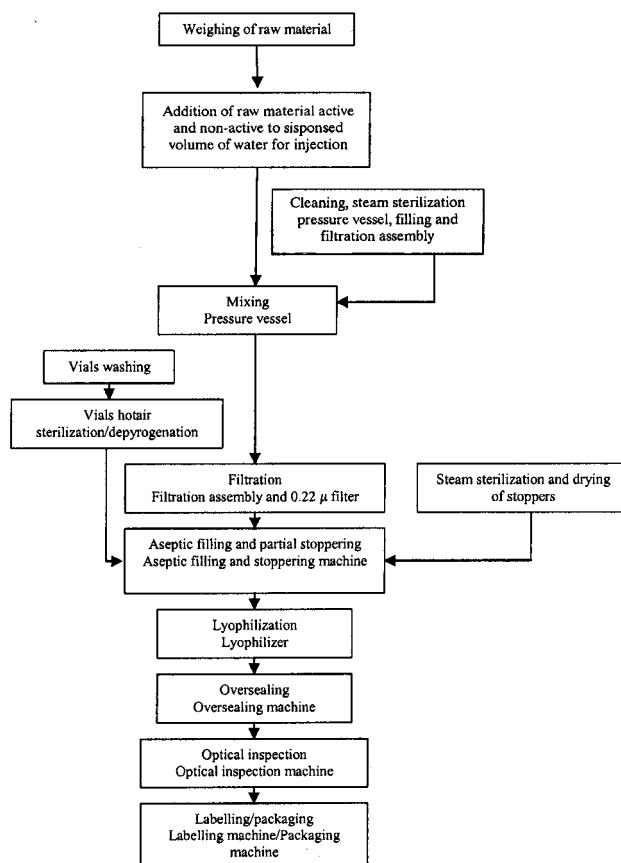 Weighing of raw material
Addition of raw material active
and non-active to sisponsed
volume of water for injection
Cleaning, steam sterilization
pressure vessel, filling and
filtration assembly
Mixing
Pressure vessel
Vials washing
Vials hotair
sterilization/depyrogenation
Filtration
Filtration assembly and 0.22 μ filter
Steam sterilization and drying
of stoppers
Aseptic filling and partial stoppering
Aseptic filling and stoppering machine
Lyophilization
Lyophilizer
Oversealing
Oversealing machine
Optical inspection
Optical inspection machine
Labelling/packaging
Labelling machine/Packaging
machine